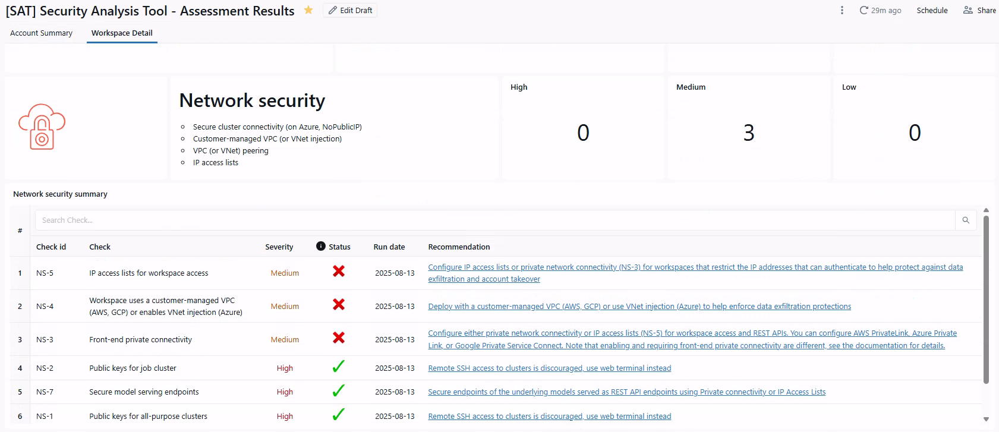 [SAT] Security Analysis Tool - Assessment Results
Edit Draft
29m ago
Schedule
Share
Account Summary
Workspace Detail
Network security
Secure cluster connectivity (on Azure, NoPublicIP)
Customer-managed VPC (or VNet injection)
VPC (or VNet) peering
IP access lists
High
0
Medium
3
Low
0
Network security summary
#
Search Check...
Check id
Check
Severity
Status
Run date
Recommendation
1
NS-5
IP access lists for workspace access
Medium
2025-08-13
Configure IP access lists or private network connectivity (NS-3) for workspaces that restrict the IP addresses that can authenticate to help protect against data
exfiltration and account takeover
2
NS-4
Workspace uses a customer-managed VPC
(AWS, GCP) or enables VNet injection (Azure)
Medium
2025-08-13
Deploy with a customer-managed VPC (AWS, GCP) or use VNet injection (Azure) to help enforce data exfiltration protections
3
NS-3
Front-end private connectivity
Medium
2025-08-13
Configure either private network connectivity or IP access lists (NS-5) for workspace access and REST APIs. You can configure AWS PrivateLink, Azure Private
Link, or Google Private Service Connect. Note that enabling and requiring front-end private connectivity are different, see the documentation for details.
4
NS-2
Public keys for job cluster
High
2025-08-13
Remote SSH access to clusters is discouraged, use web terminal instead
5
NS-7
Secure model serving endpoints
High
2025-08-13
Secure endpoints of the underlying models served as REST API endpoints using Private connectivity or IP Access Lists
6
NS-1
Public keys for all-purpose clusters
High
2025-08-13
Remote SSH access to clusters is discouraged, use web terminal instead